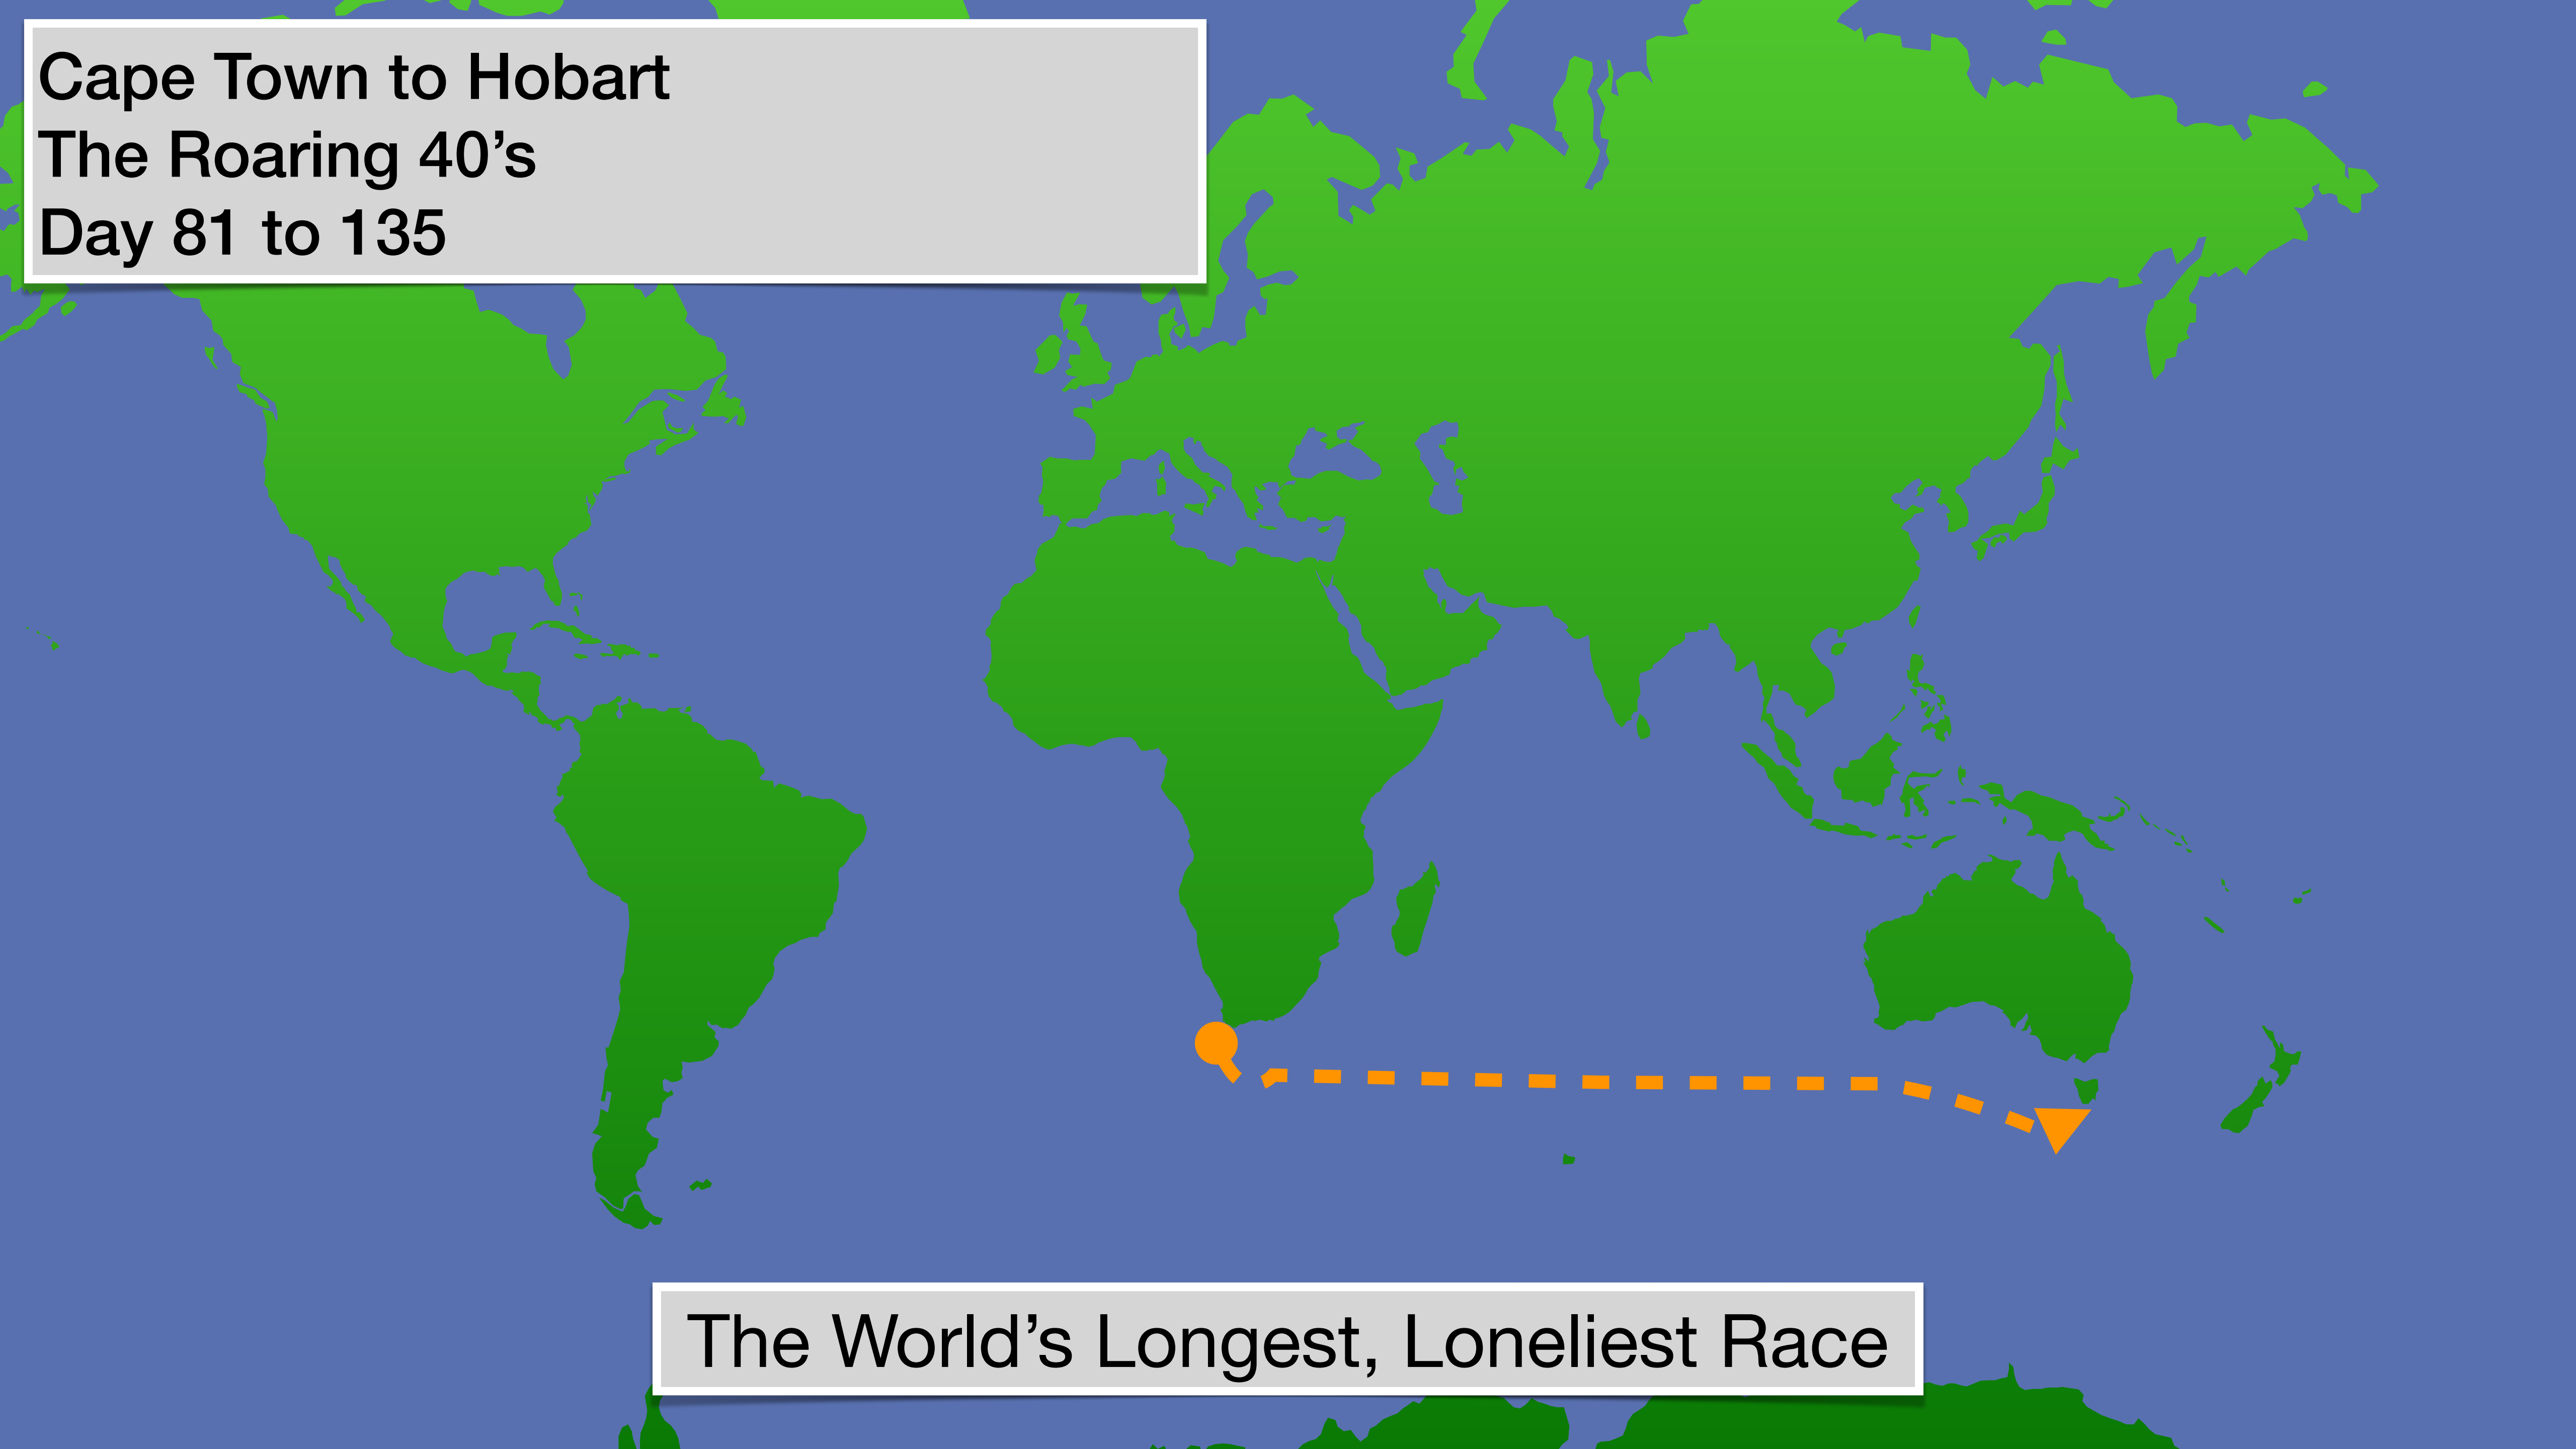 Cape Town to Hobart
The Roaring 40’s
Day 81 to 135
The World’s Longest, Loneliest Race